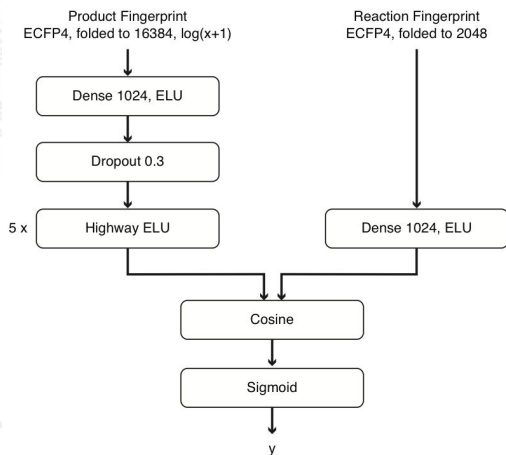 Product Fingerprint
ECFP4, folded to 16384, log(x+1)
Reaction Fingerprint
ECFP4, folded to 2048
Dense 1024, ELU
Dropout 0.3
5 x
Highway ELU
Dense 1024, ELU
Cosine
Sigmoid
y